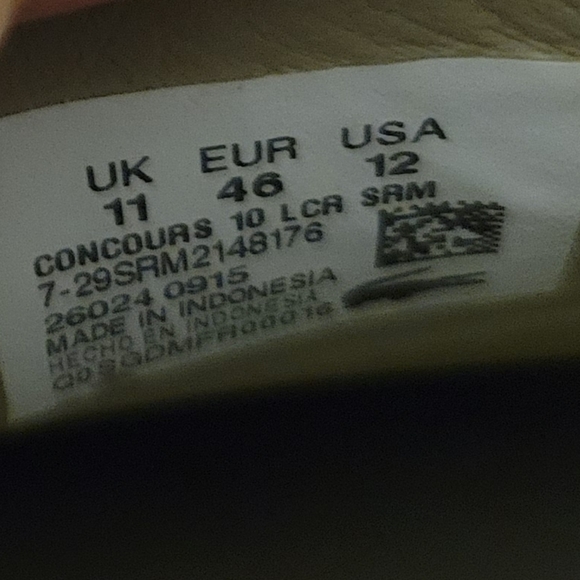 UK EUR USA
11 46 12
CONCOURS 10 LCR SRM
7-29SRM2148176
26024 0915
MADE IN INDONESIA
HECHO EN INDONESIA